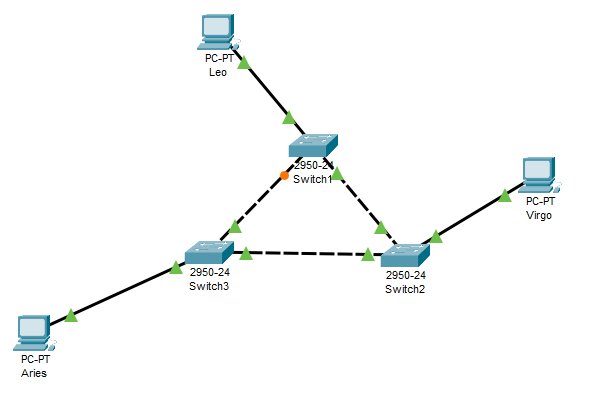 PC-PT
Leo
2950-24
Switch1
PC-PT
Virgo
2950-24
Switch3
2950-24
Switch2
PC-PT
Aries